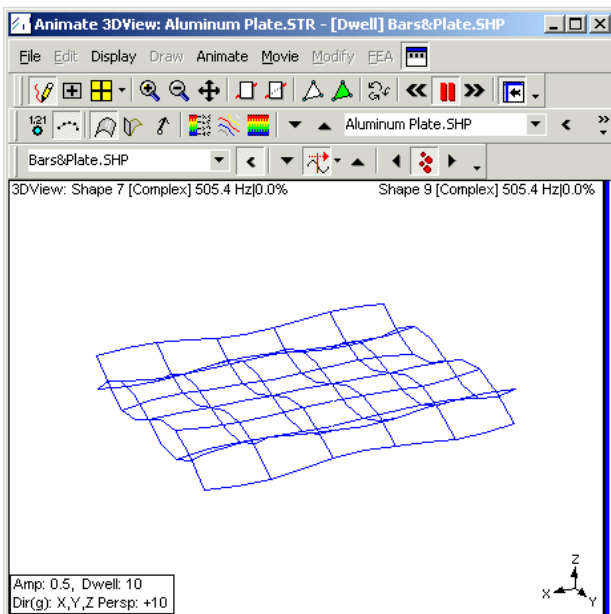 Animate 3DView: Aluminum Plate.STR - [Dwell] Bars&Plate.SHP
File Edit Display Draw Animate Movie Modify FEA
1.21 Aluminum Plate.SHP
Bars&Plate.SHP
3DView: Shape 7 [Complex] 505.4 Hz|0.0% Shape 9 [Complex] 505.4 Hz|0.0%
Z
X Y
Amp: 0.5, Dwell: 10
Dir(g): X,Y,Z Persp: +10